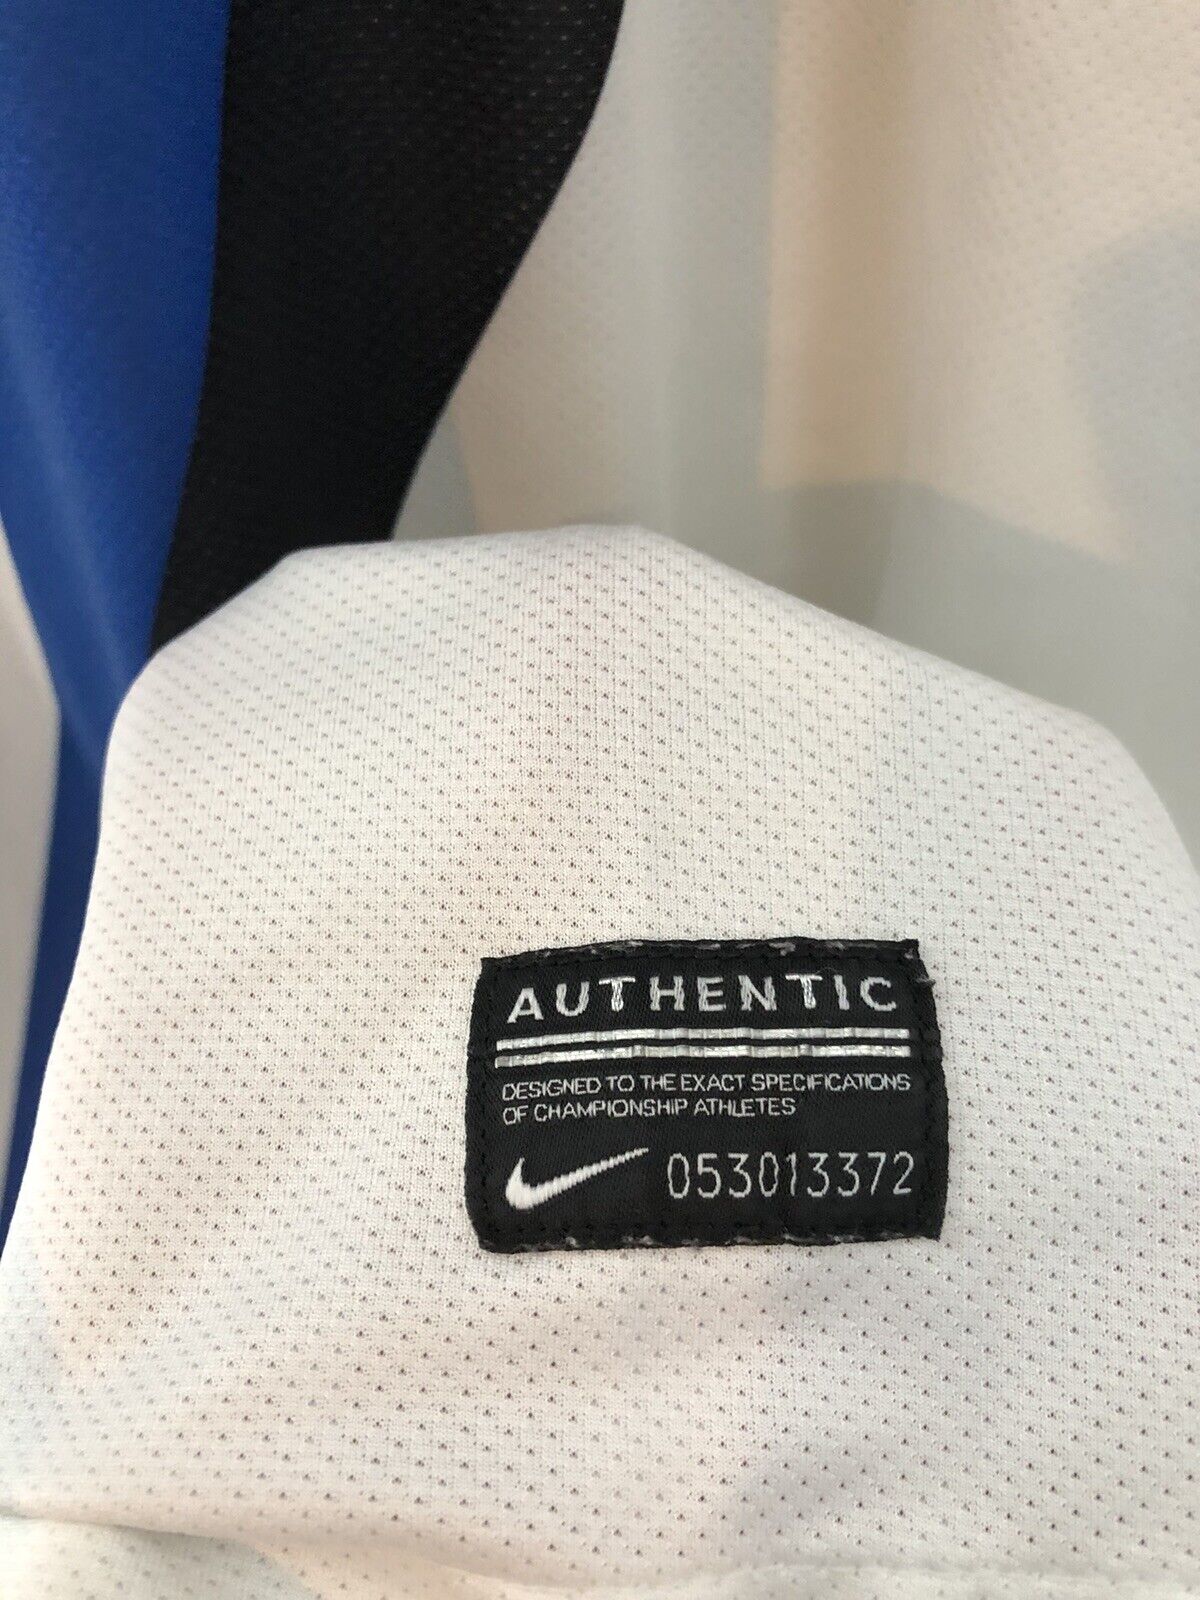 AUTHENTIC
DESIGNED TO THE EXACT SPECIFICATIONS
OF CHAMPIONSHIP ATHLETES
053013372